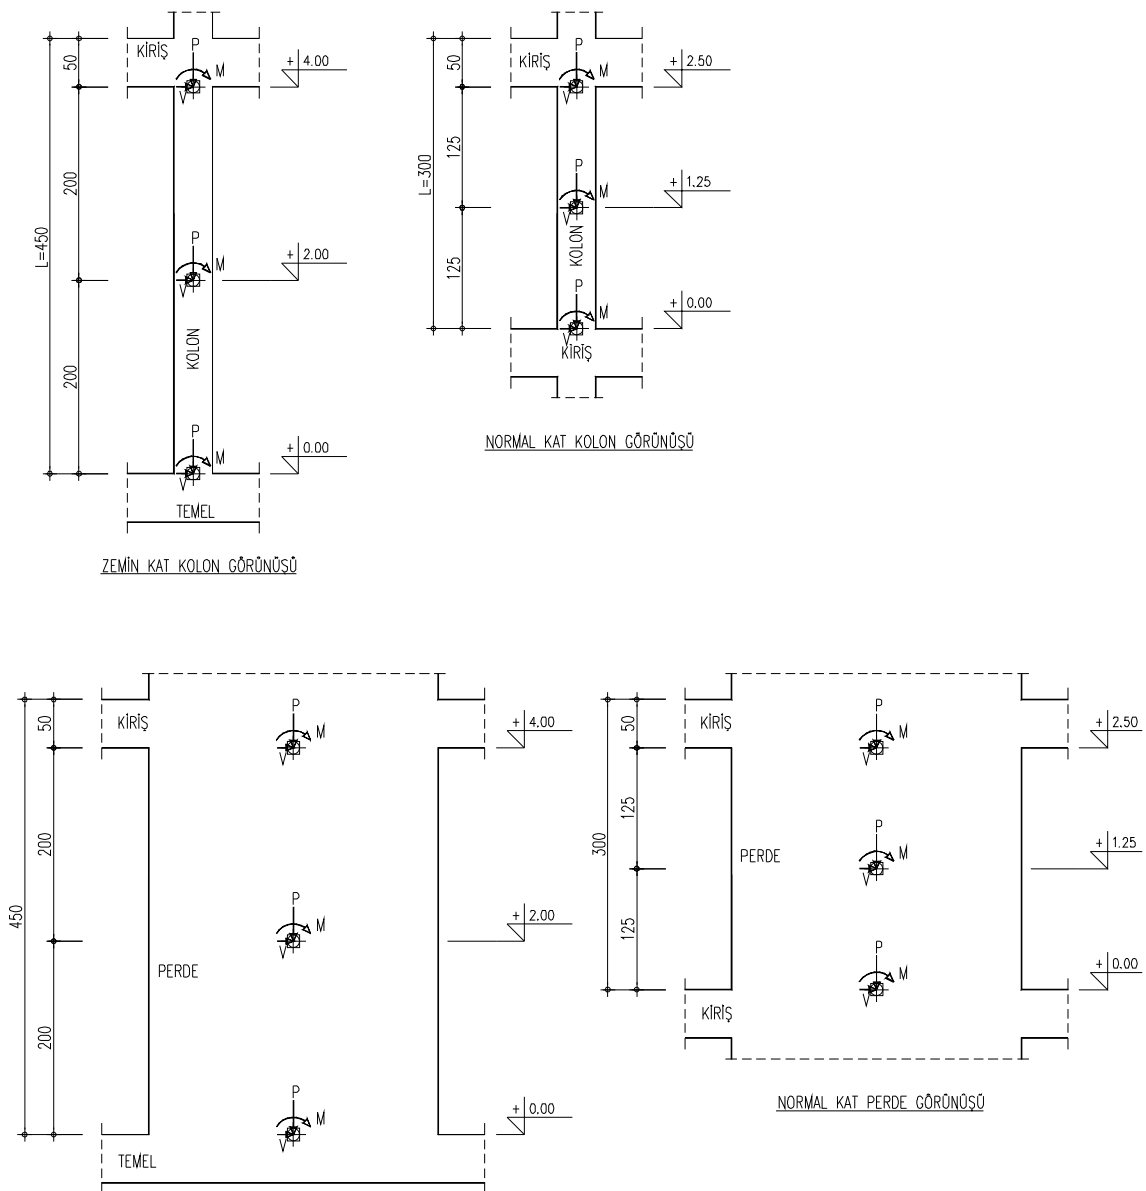 P
KİRİŞ
M
V
50
+ 4.00
200
L=450
P
M
V
+ 2.00
KOLON
200
P
M
V
+ 0.00
TEMEL
ZEMİN KAT KOLON GÖRÜNÜŞÜ
P
KİRİŞ
M
V
50
+ 2.50
125
L=300
P
M
V
+ 1.25
KOLON
125
P
M
V
+ 0.00
KİRİŞ
NORMAL KAT KOLON GÖRÜNÜŞÜ
P
KİRİŞ
M
V
50
+ 4.00
200
450
P
M
V
+ 2.00
PERDE
200
P
M
V
+ 0.00
TEMEL
P
KİRİŞ
M
V
50
+ 2.50
125
300
PERDE
P
M
V
+ 1.25
125
P
M
V
+ 0.00
KİRİŞ
NORMAL KAT PERDE GÖRÜNÜŞÜ